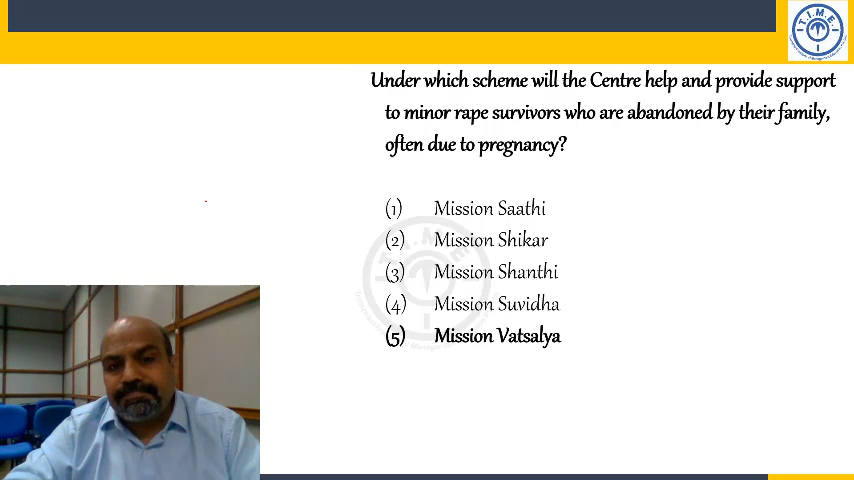 T.I.M.E.
Under which scheme will the Centre help and provide support
to minor rape survivors who are abandoned by their family,
often due to pregnancy?
(1) Mission Saathi
(2) Mission Shikar
(3) Mission Shanthi
(4) Mission Suvidha
(5) Mission Vatsalya